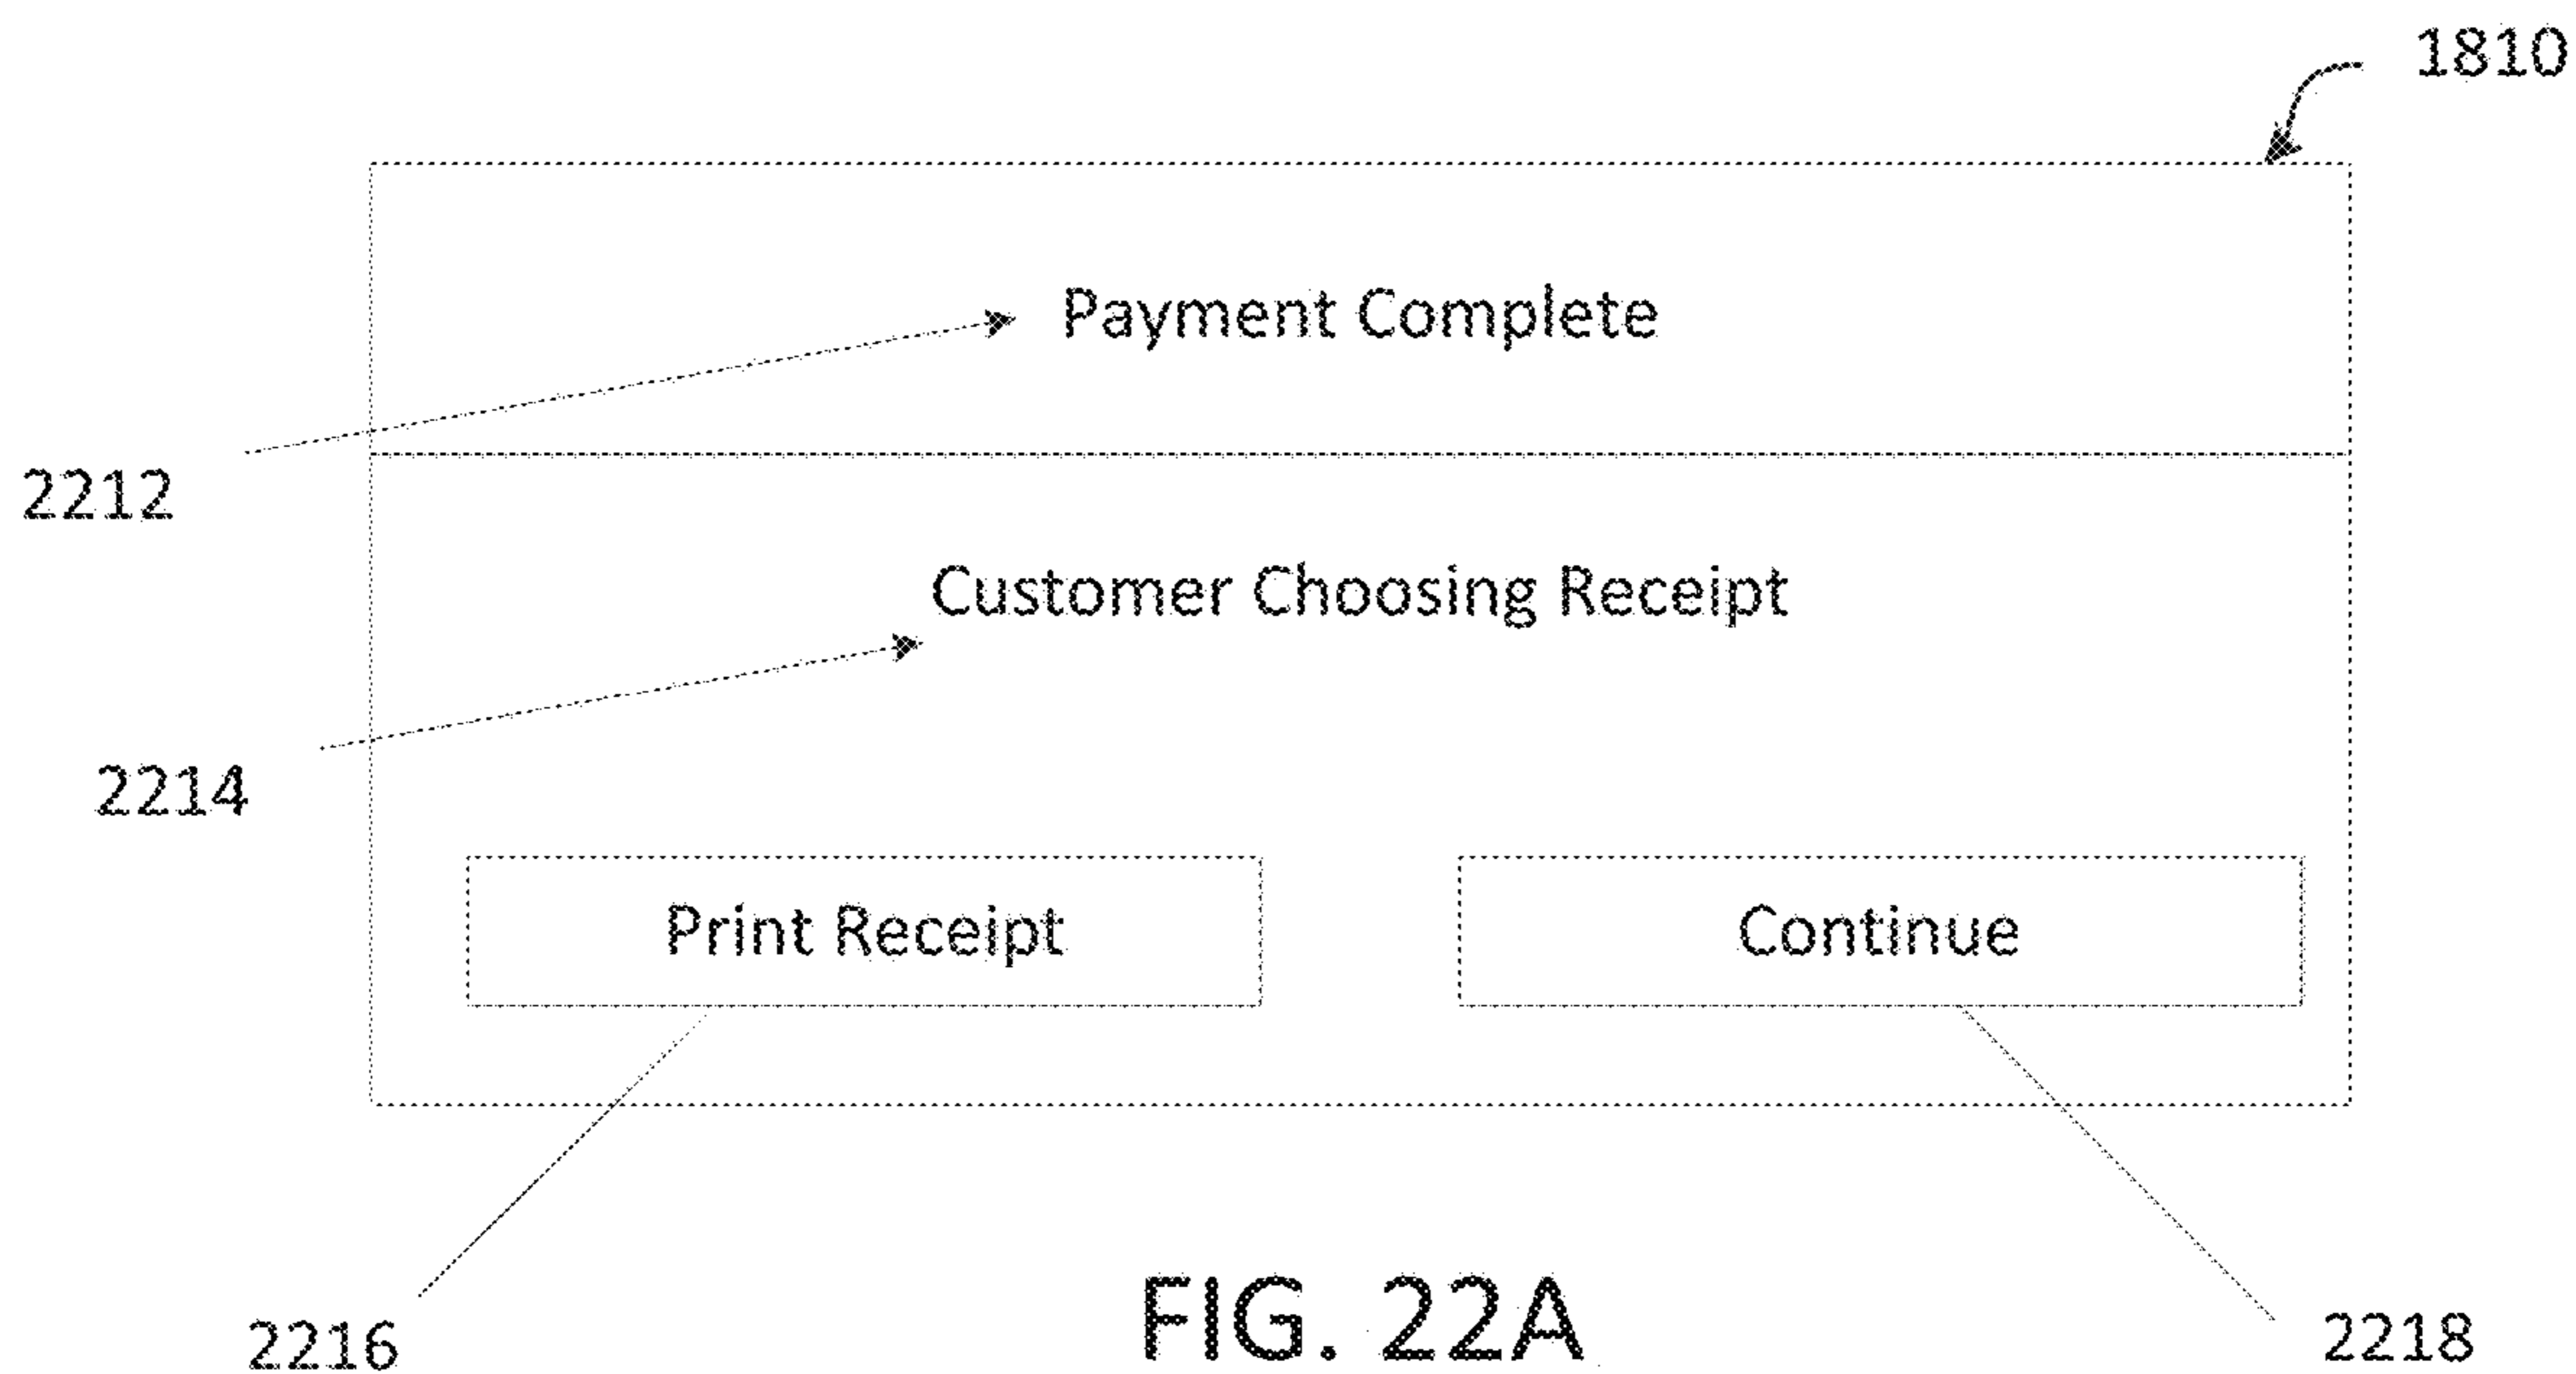 1810
Payment Complete
2212
Customer Choosing Receipt
2214
Print Receipt
Continue
2216
FIG. 22A
2218